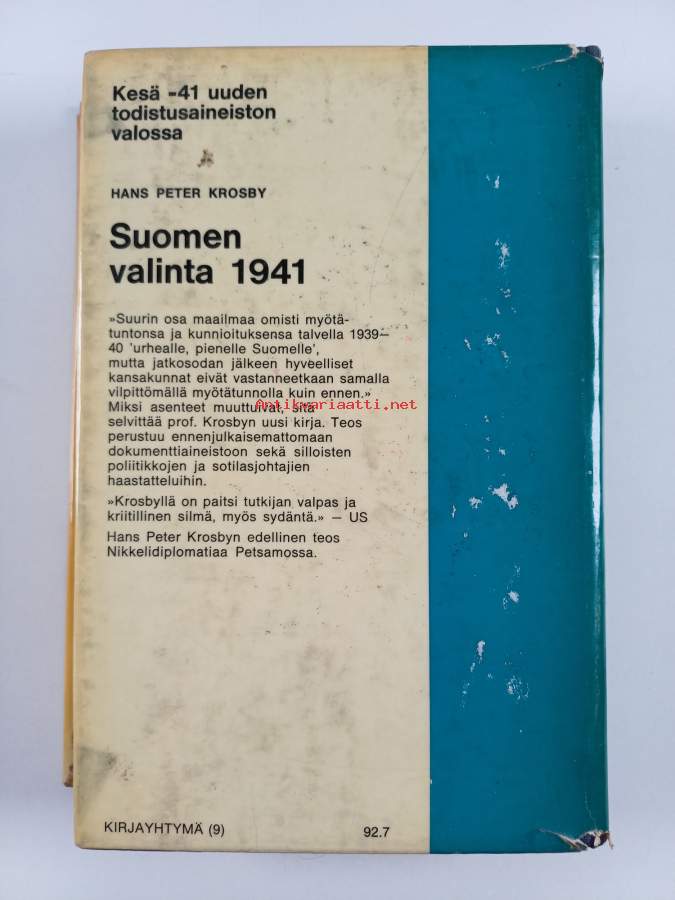 Kesä -41 uuden
todistusaineiston
valossa
HANS PETER KROSBY
Suomen
valinta 1941
»Suurin osa maailmaa omisti myötä-
tuntonsa ja kunnioituksensa talvella 1939—
40 'urhealle, pienelle Suomelle',
mutta jatkosodan jälkeen hyveelliset
kansakunnat eivät vastanneetkaan samalla
vilpittömällä myötätunnolla kuin ennen.»
Miksi asenteet muuttuivat, sitä
selvittää prof. Krosbyn uusi kirja. Teos
perustuu ennenjulkaisemattomaan
dokumenttiaineistoon sekä silloisten
poliitikkojen ja sotilasjohtajien
haastatteluihin.
»Krosbyllä on paitsi tutkijan valpas ja
kriitillinen silmä, myös sydäntä.» — US
Hans Peter Krosbyn edellinen teos
Nikkelidiplomatiaa Petsamossa.
KIRJAYHTYMÄ (9) 92.7
Antikvariaatti.net